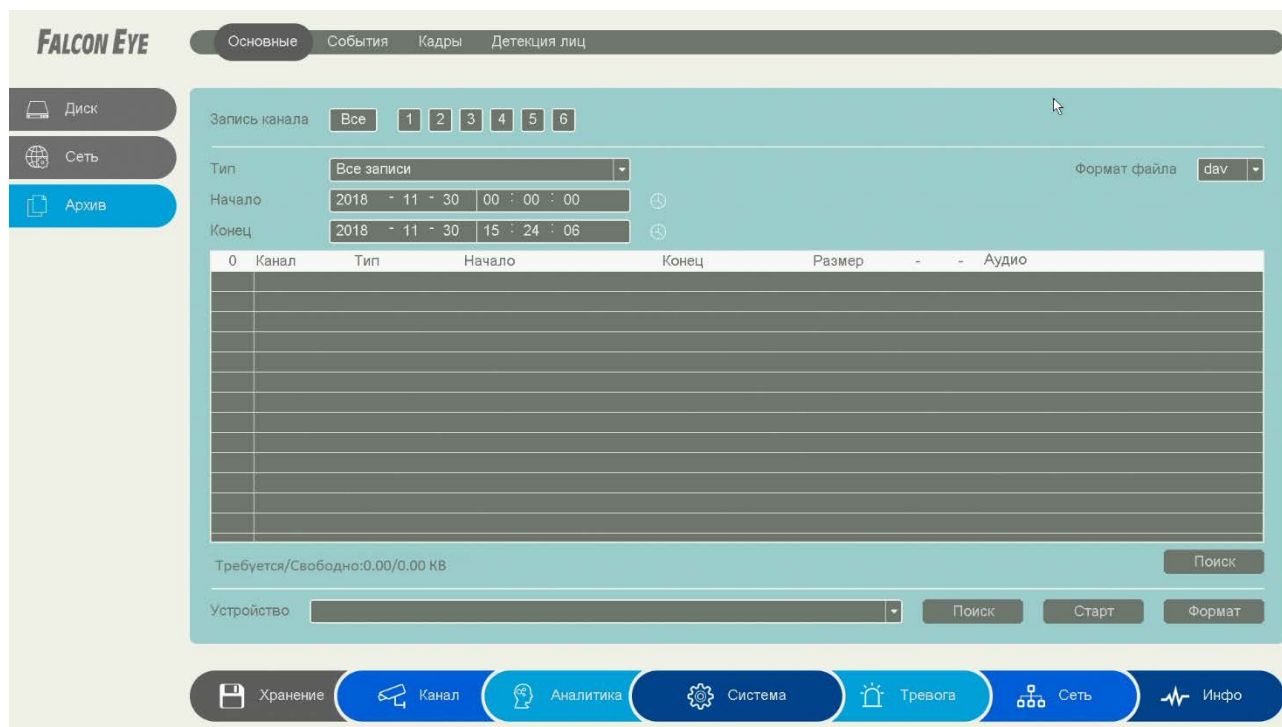 FALCON EYE
Основные События Кадры Детекция лиц
Диск
Сеть
Архив
Запись канала Все 1 2 3 4 5 6
Тип Все записи Формат файла dav
Начало 2018 - 11 - 30 00 : 00 : 00
Конец 2018 - 11 - 30 15 : 24 : 06
0 Канал Тип Начало Конец Размер - - Аудио
Требуется/Свободно:0.00/0.00 КВ Поиск
Устройство Поиск Старт Формат
Хранение Канал Аналитика Система Тревога Сеть Инфо